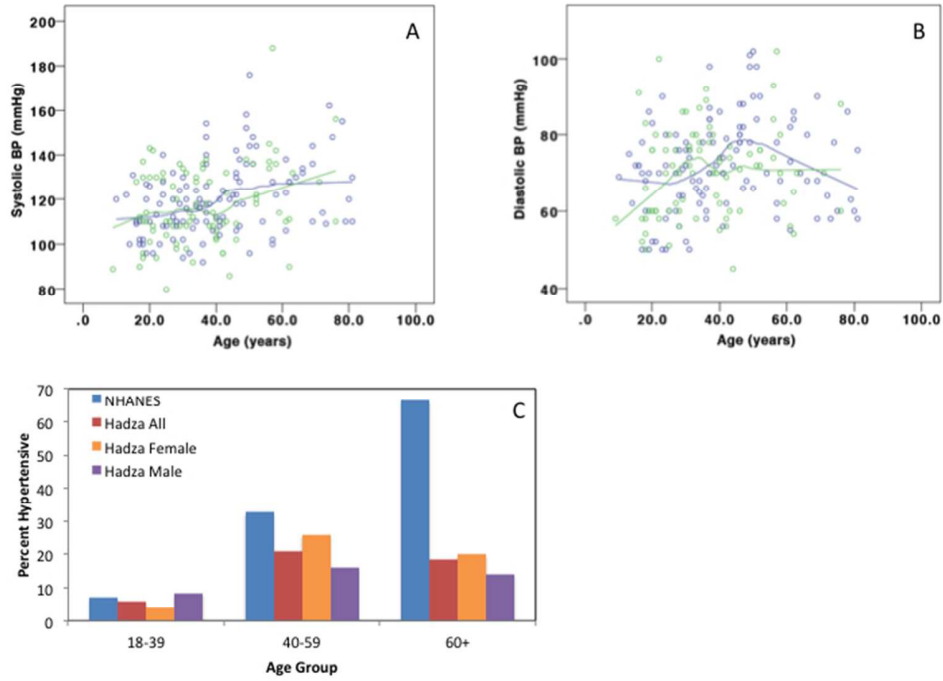 A
Systolic BP (mmHg)
200
180
160
140
120
100
80
.0 20.0 40.0 60.0 80.0 100.0
Age (years)
B
Diastolic BP (mmHg)
100
80
60
40
.0 20.0 40.0 60.0 80.0 100.0
Age (years)
C
Percent Hypertensive
70
60
50
40
30
20
10
0
NHANES
Hadza All
Hadza Female
Hadza Male
18-39 40-59 60+
Age Group